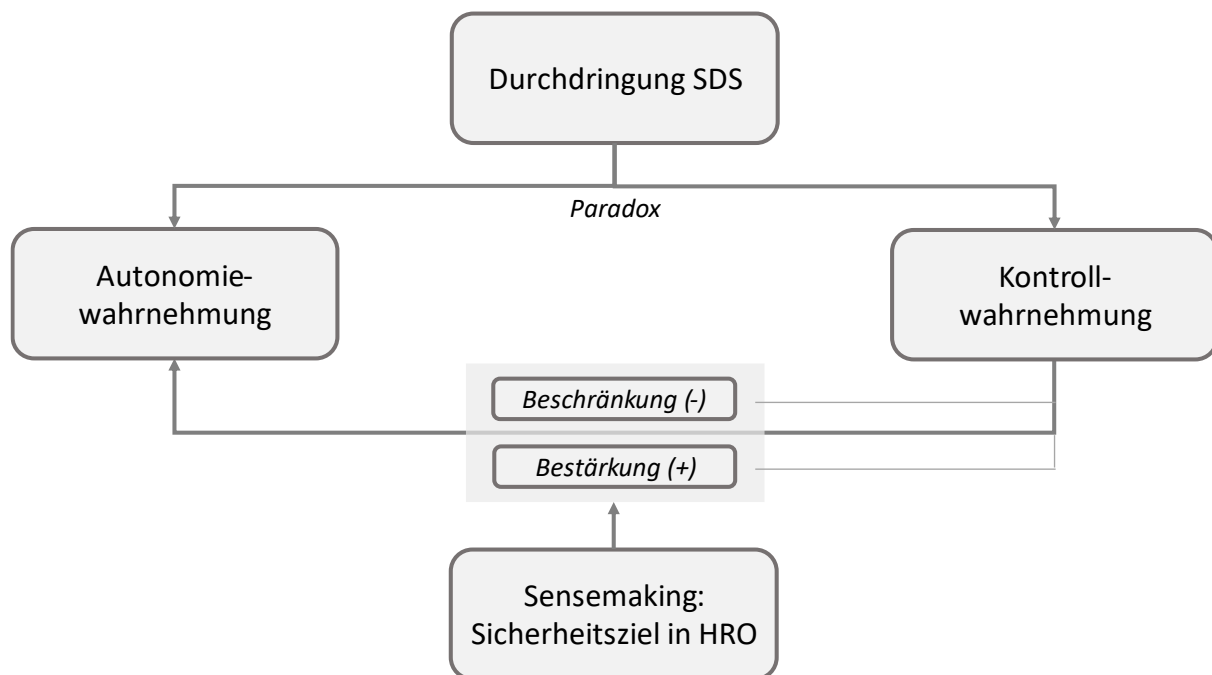 Durchdringung SDS
Paradox
Autonomie-
wahrnehmung
Kontroll-
wahrnehmung
Beschränkung (-)
Bestärkung (+)
Sensemaking:
Sicherheitsziel in HRO